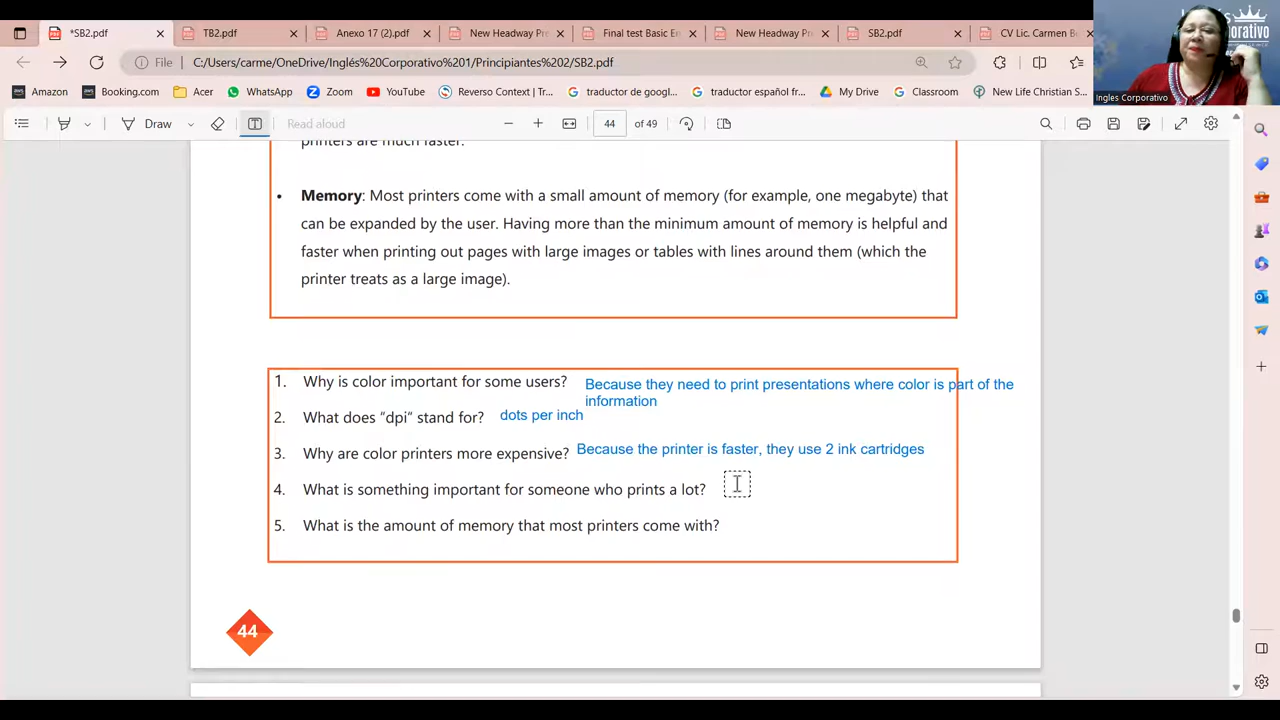 *SB2.pdf
TB2.pdf
Anexo 17 (2).pdf
New Headway Pr
Final test Basic En
New Headway Pr
SB2.pdf
CV Lic. Carmen B
File C:/Users/carme/OneDrive/Inglés%20Corporativo%201/Principiante%202/SB2.pdf
Amazon Booking.com Acer WhatsApp Zoom YouTube Reverso Context | Tr... traductor de googl... traductor español fr... My Drive Classroom New Life Christian S...
Ingles Corporativo
Draw Read aloud 44 of 49
printers are much faster.
• Memory: Most printers come with a small amount of memory (for example, one megabyte) that
can be expanded by the user. Having more than the minimum amount of memory is helpful and
faster when printing out pages with large images or tables with lines around them (which the
printer treats as a large image).
1. Why is color important for some users? Because they need to print presentations where color is part of the
information
2. What does “dpi” stand for? dots per inch
3. Why are color printers more expensive? Because the printer is faster, they use 2 ink cartridges
4. What is something important for someone who prints a lot?
5. What is the amount of memory that most printers come with?
44